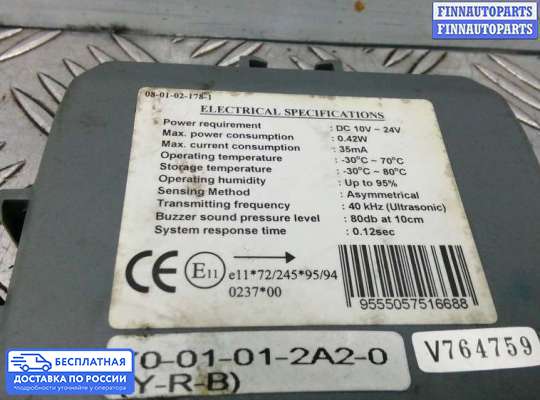 FINNAUTOPARTS
FINNAUTOPARTS
08-01-02-178-1
ELECTRICAL SPECIFICATIONS
Power requirement : DC 10V ~ 24V
Max. power consumption : 0.42W
Max. current consumption : 35mA
Operating temperature : -30°C ~ 70°C
Storage temperature : -30°C ~ 80°C
Operating humidity : Up to 95%
Sensing Method : Asymmetrical
Transmitting frequency : 40 kHz (Ultrasonic)
Buzzer sound pressure level : 80db at 10cm
System response time : 0.12sec
CE E11 e11*72/245*95/94
0237*00
9555057516688
0-01-01-2A2-0
Y-R-B)
V764759
БЕСПЛАТНАЯ
ДОСТАВКА ПО РОССИИ
Подробности уточняйте у оператора